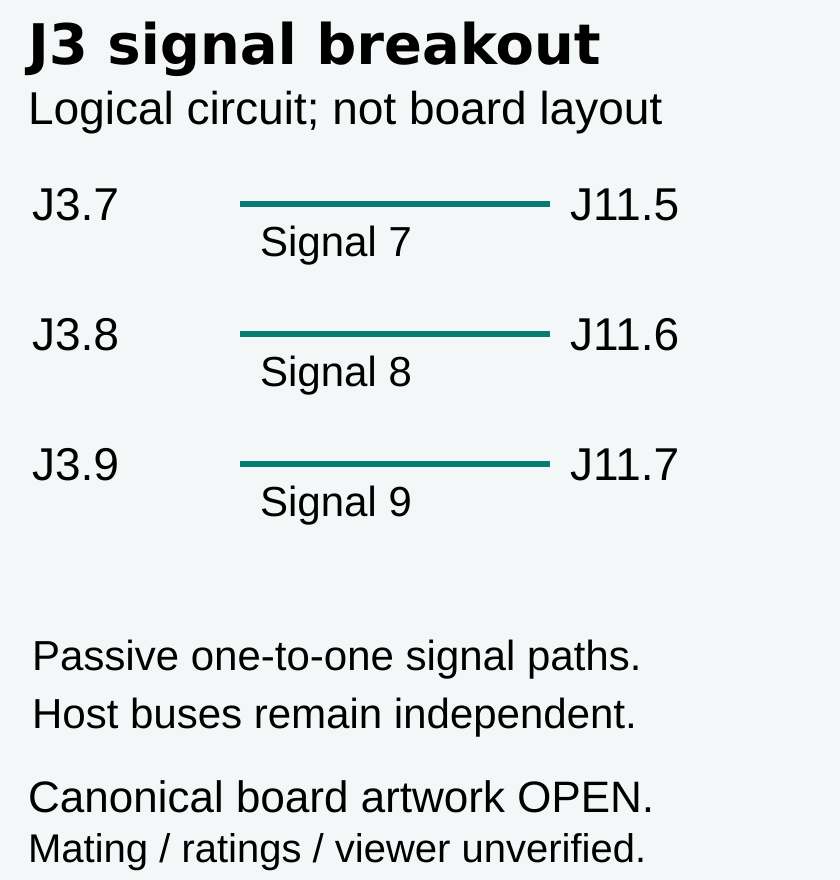 J3 signal breakout
Logical circuit; not board layout
J3.7 J11.5
Signal 7
J3.8 J11.6
Signal 8
J3.9 J11.7
Signal 9
Passive one-to-one signal paths.
Host buses remain independent.
Canonical board artwork OPEN.
Mating / ratings / viewer unverified.